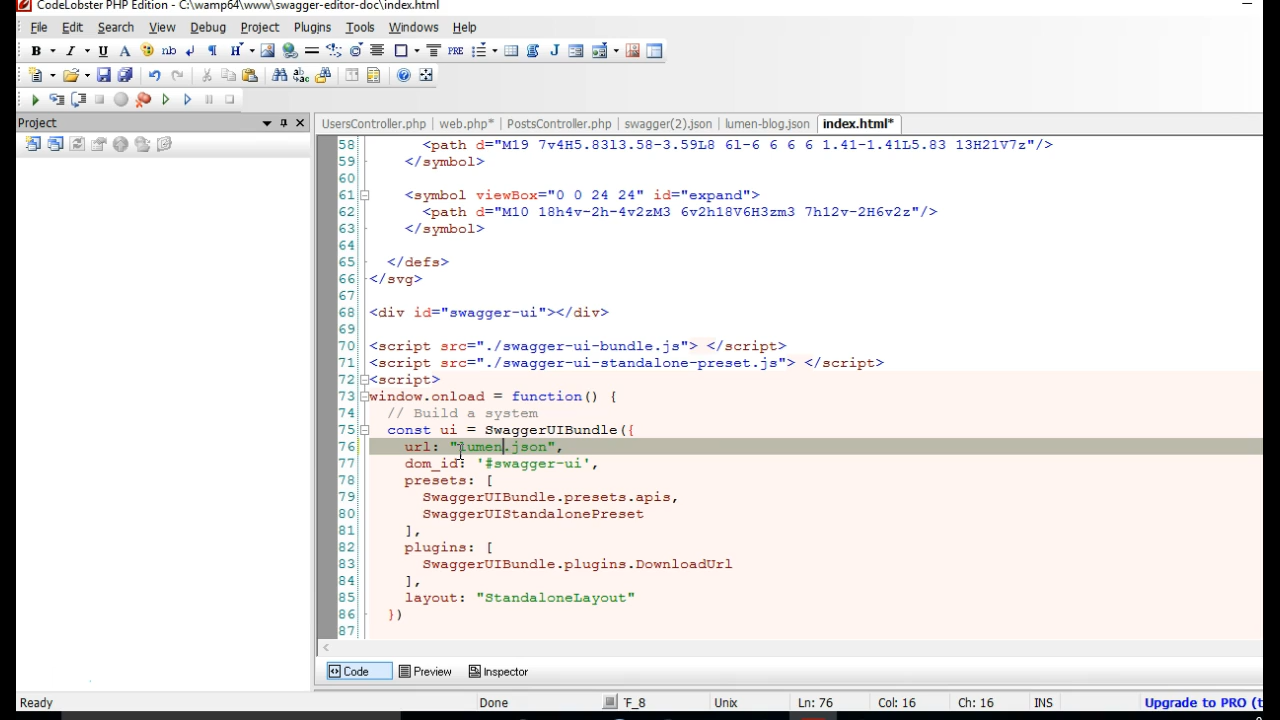 CodeLobster PHP Edition - C:\wamp64\www\swagger-editor-doc\index.html
File Edit Search View Debug Project Plugins Tools Windows Help
B I U A nb ¶ H PRE J
Project
UsersController.php web.php* PostsController.php swagger(2).json lumen-blog.json index.html*
58 <path d="M19 7v4H5.83l3.58-3.59L8 6l-6 6 6 6 1.41-1.41L5.83 13H21V7z"/>
59 </symbol>
60
61 <symbol viewBox="0 0 24 24" id="expand">
62 <path d="M10 18h4v-2h-4v2zM3 6v2h18V6H3zm3 7h12v-2H6v2z"/>
63 </symbol>
64
65 </defs>
66 </svg>
67
68 <div id="swagger-ui"></div>
69
70 <script src="./swagger-ui-bundle.js"> </script>
71 <script src="./swagger-ui-standalone-preset.js"> </script>
72 <script>
73 window.onload = function() {
74 // Build a system
75 const ui = SwaggerUIBundle({
76 url: "lumen.json",
77 dom_id: '#swagger-ui',
78 presets: [
79 SwaggerUIBundle.presets.apis,
80 SwaggerUIStandalonePreset
81 ],
82 plugins: [
83 SwaggerUIBundle.plugins.DownloadUrl
84 ],
85 layout: "StandaloneLayout"
86 })
87
Code Preview Inspector
Ready Done F_8 Unix Ln: 76 Col: 16 Ch: 16 INS Upgrade to PRO (t